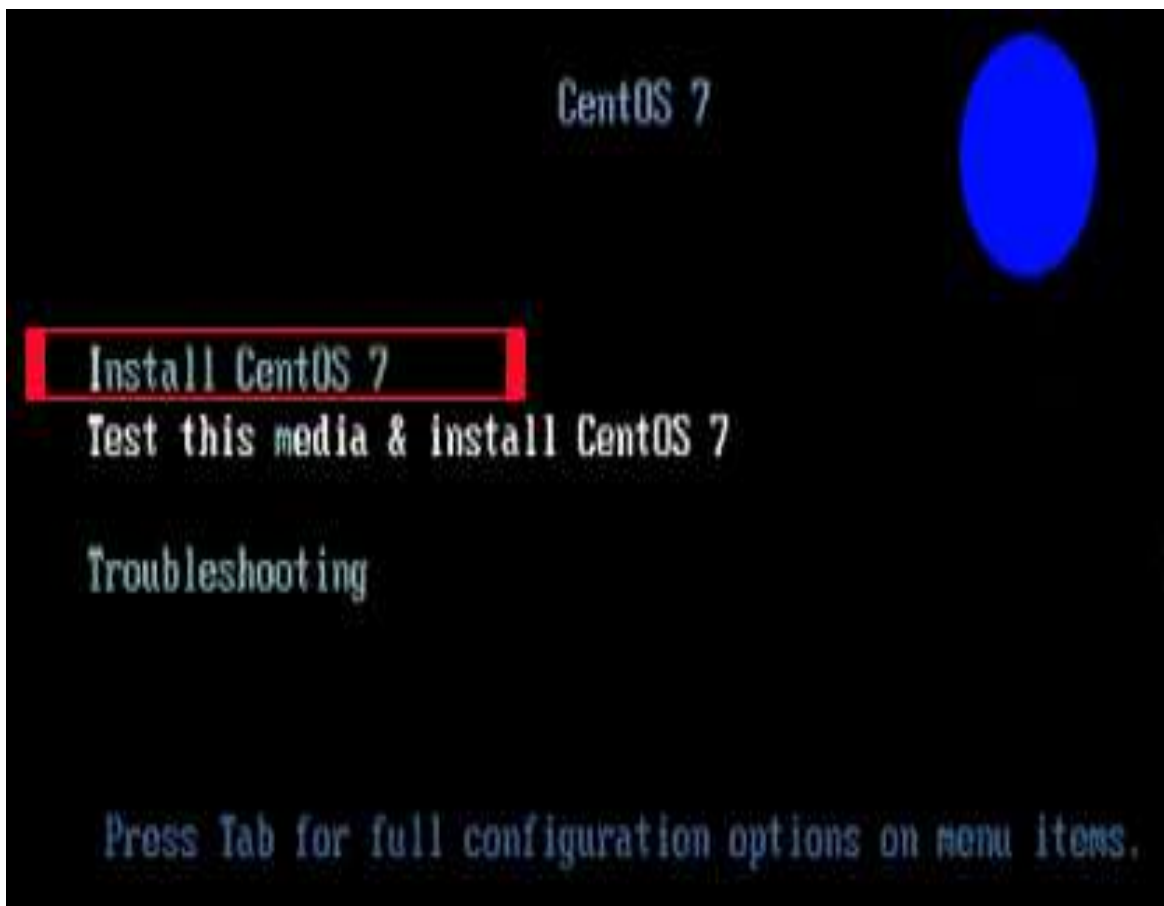 CentOS 7
Install CentOS 7
Test this media & install CentOS 7
Troubleshooting
Press Tab for full configuration options on menu items.